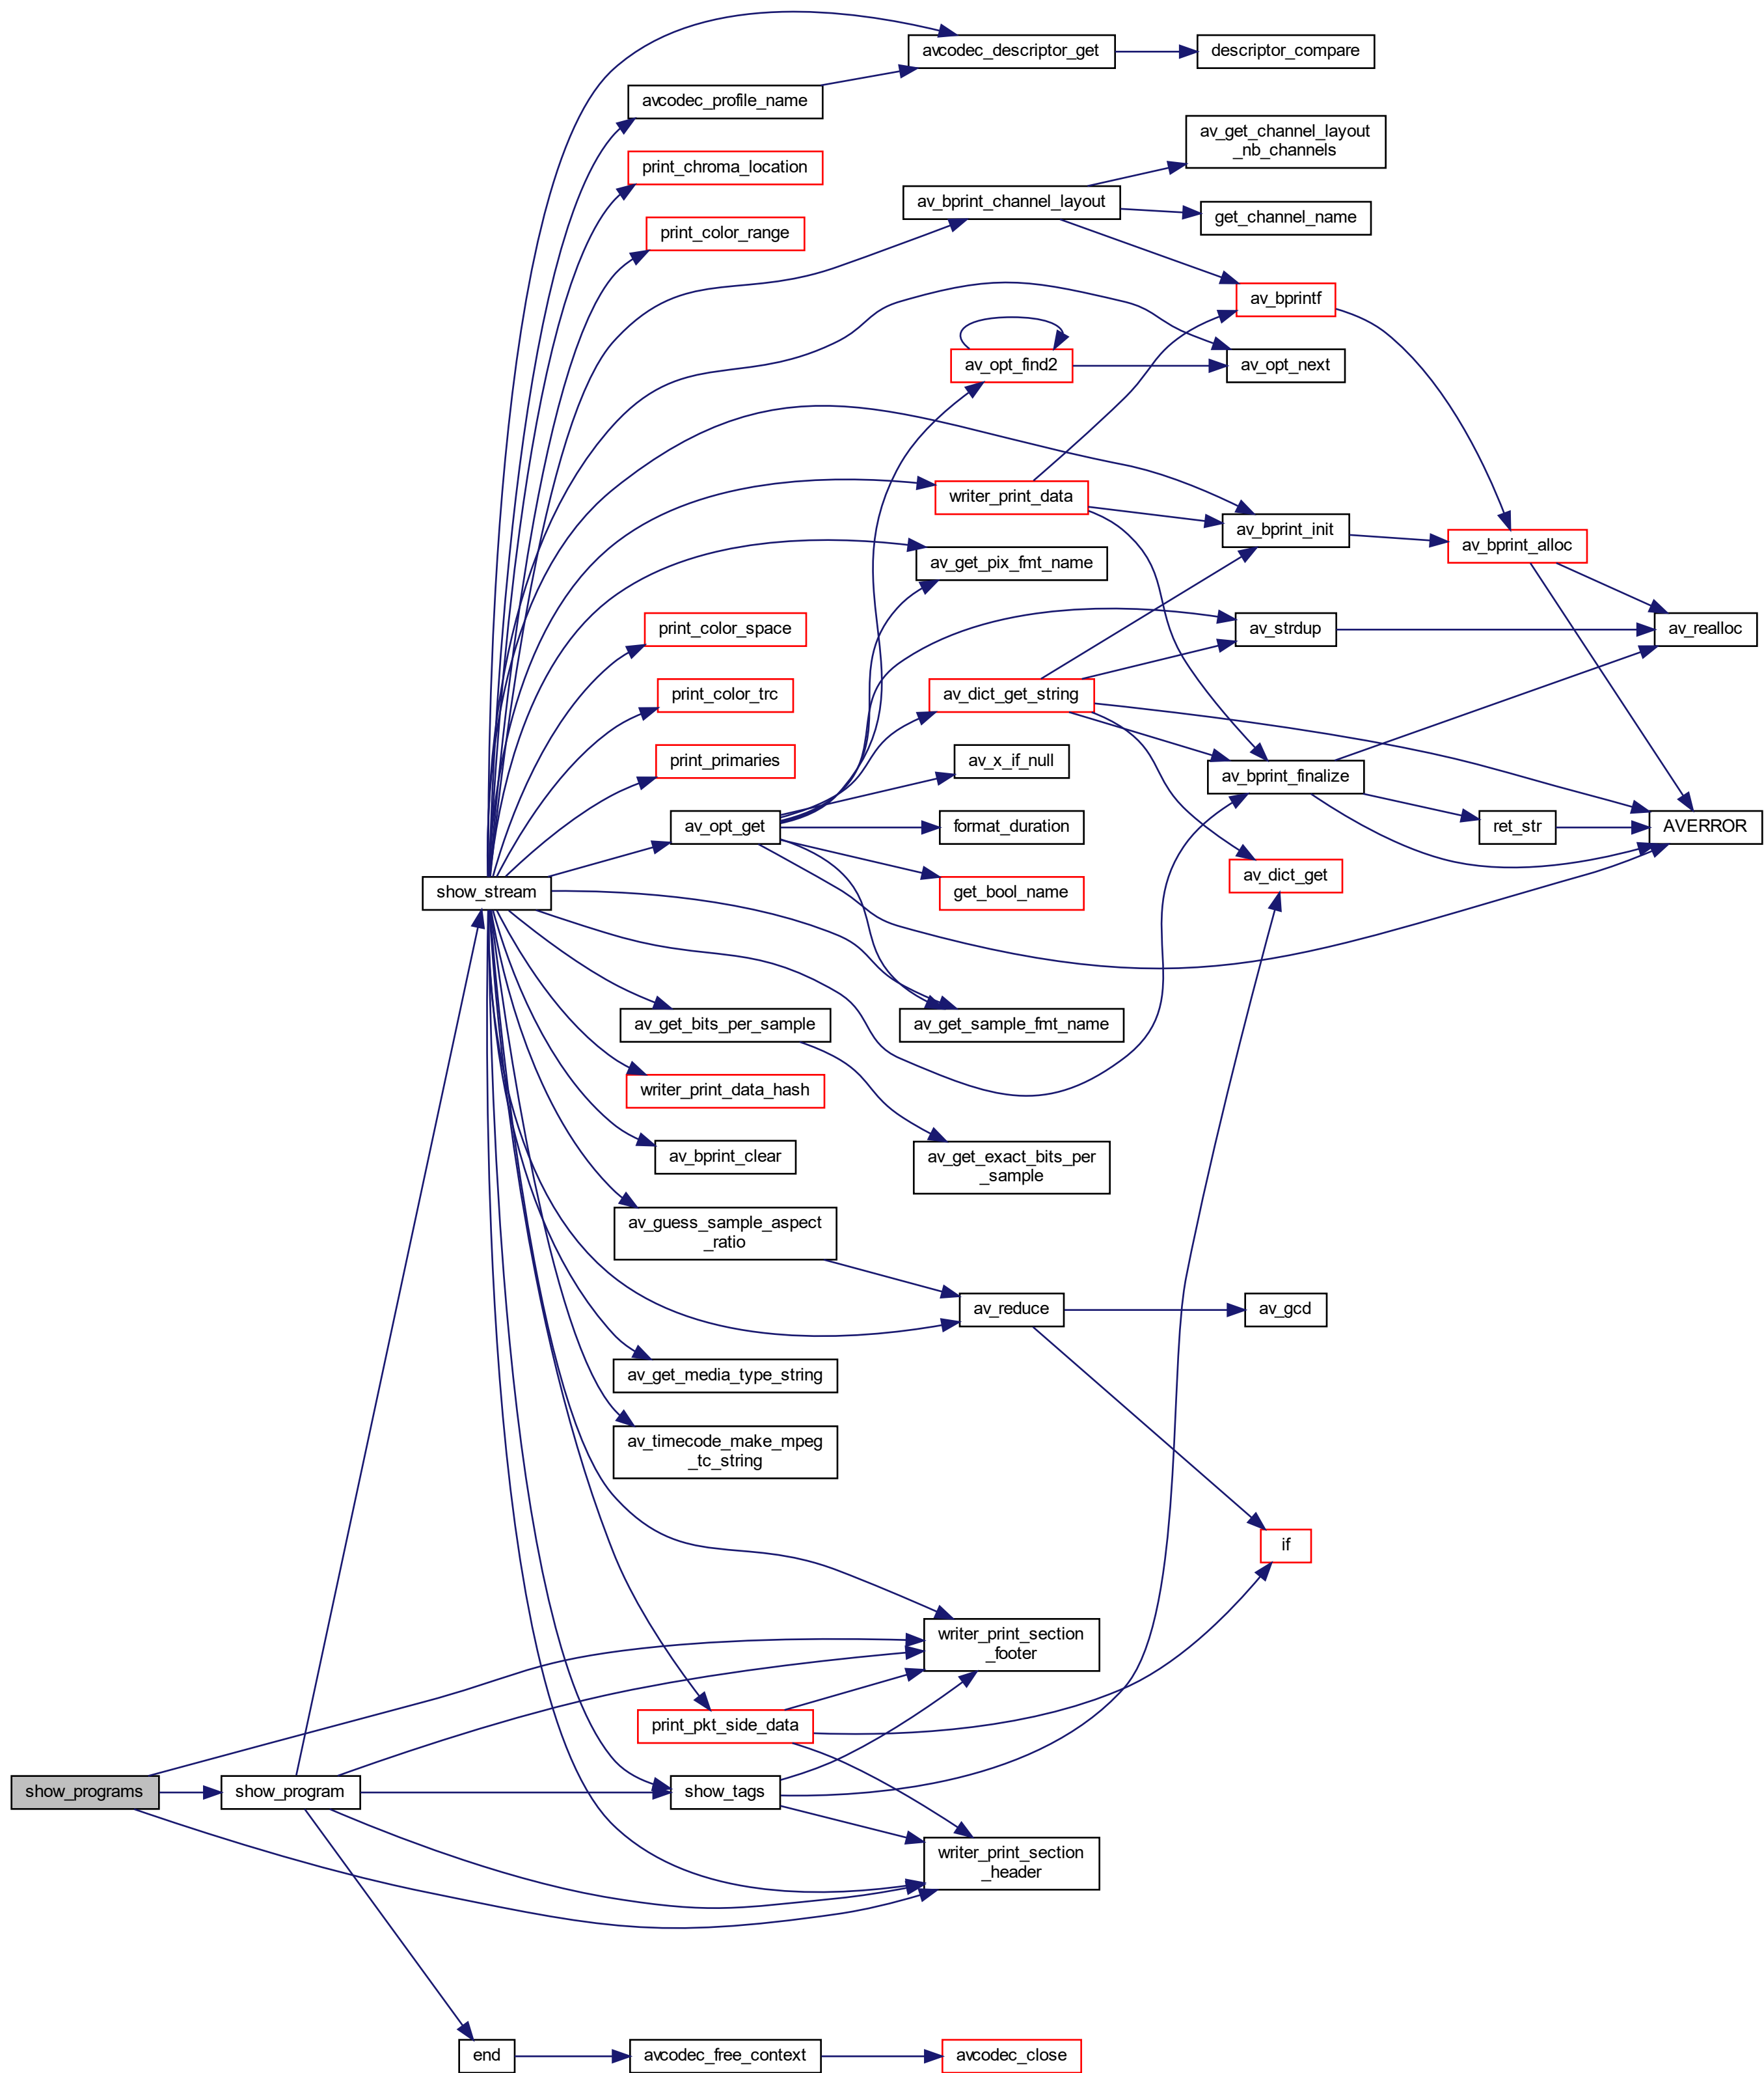 avcodec_descriptor_get
descriptor_compare
avcodec_profile_name
av_get_channel_layout
_nb_channels
print_chroma_location
av_bprint_channel_layout
get_channel_name
print_color_range
av_bprintf
av_opt_find2
av_opt_next
writer_print_data
av_bprint_init
av_bprint_alloc
av_get_pix_fmt_name
print_color_space
av_strdup
av_realloc
print_color_trc
av_dict_get_string
print_primaries
av_x_if_null
av_bprint_finalize
av_opt_get
format_duration
ret_str
AVERROR
show_stream
get_bool_name
av_dict_get
av_get_bits_per_sample
av_get_sample_fmt_name
writer_print_data_hash
av_bprint_clear
av_get_exact_bits_per
_sample
av_guess_sample_aspect
_ratio
av_reduce
av_gcd
av_get_media_type_string
av_timecode_make_mpeg
_tc_string
if
writer_print_section
_footer
print_pkt_side_data
show_programs
show_program
show_tags
writer_print_section
_header
end
avcodec_free_context
avcodec_close